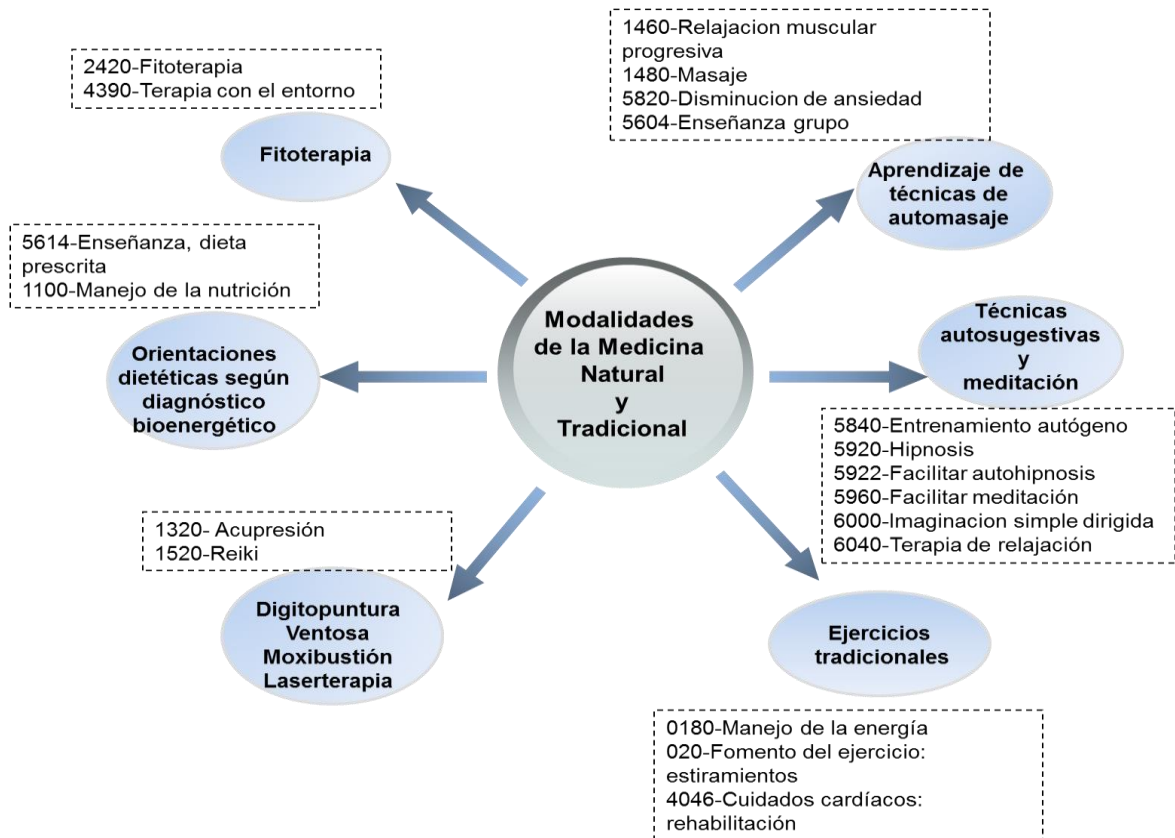 2420-Fitoterapia
4390-Terapia con el entorno
Fitoterapia
1460-Relajacion muscular
progresiva
1480-Masaje
5820-Disminucion de ansiedad
5604-Enseñanza grupo
Aprendizaje de
técnicas de
automasaje
5614-Enseñanza, dieta
prescrita
1100-Manejo de la nutrición
Orientaciones
dietéticas según
diagnóstico
bioenergético
Modalidades
de la Medicina
Natural
y
Tradicional
Técnicas
autosugestivas
y
meditación
5840-Entrenamiento autógeno
5920-Hipnosis
5922-Facilitar autohipnosis
5960-Facilitar meditación
6000-Imaginacion simple dirigida
6040-Terapia de relajación
1320- Acupresión
1520-Reiki
Digitopuntura
Ventosa
Moxibustión
Laserterapia
Ejercicios
tradicionales
0180-Manejo de la energía
020-Fomento del ejercicio:
estiramientos
4046-Cuidados cardíacos:
rehabilitación